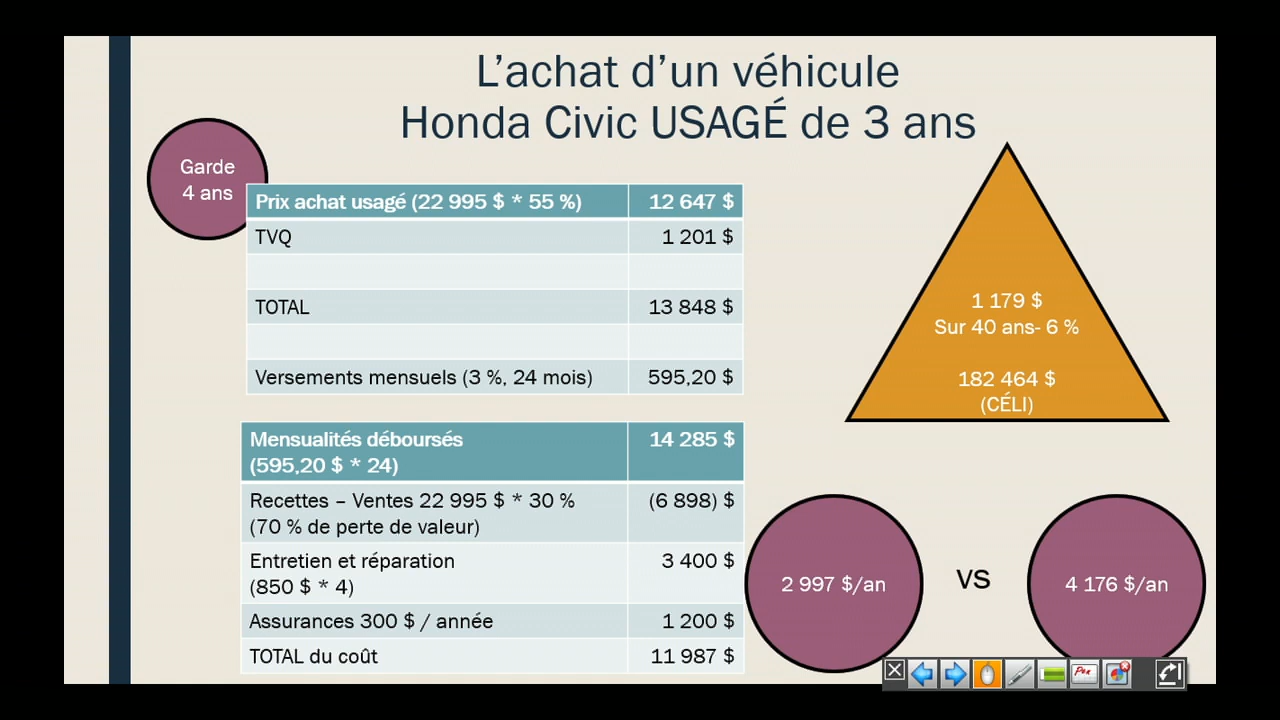 L'achat d'un véhicule
Honda Civic USAGÉ de 3 ans
Garde
4 ans
Prix achat usagé (22 995 $ * 55 %) 12 647 $
TVQ 1 201 $
TOTAL 13 848 $
Versements mensuels (3 %, 24 mois) 595,20 $
1 179 $
Sur 40 ans- 6 %
182 464 $
(CÉLI)
Mensualités déboursés 14 285 $
(595,20 $ * 24)
Recettes – Ventes 22 995 $ * 30 % (6 898) $
(70 % de perte de valeur)
Entretien et réparation 3 400 $
(850 $ * 4)
Assurances 300 $ / année 1 200 $
TOTAL du coût 11 987 $
2 997 $/an
VS
4 176 $/an
Pen